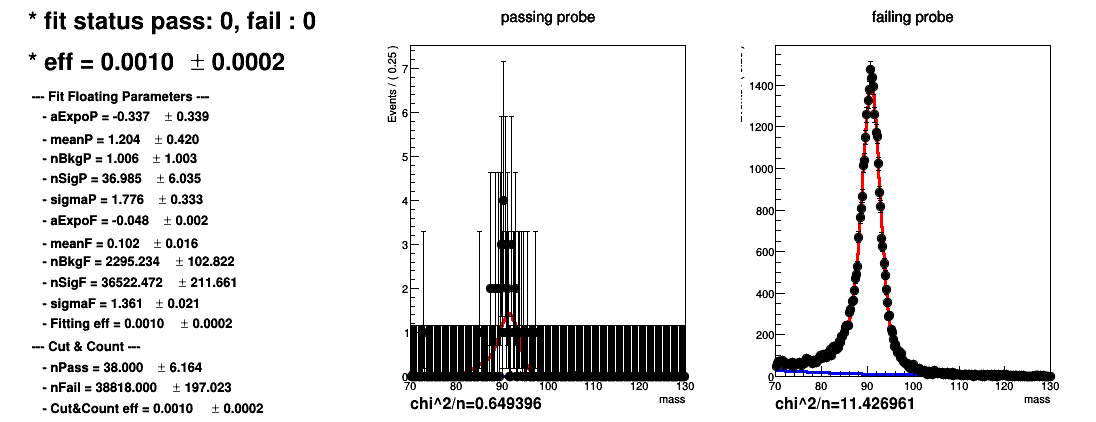 * fit status pass: 0, fail : 0
* eff = 0.0010 ± 0.0002
--- Fit Floating Parameters ---
- aExpoP = -0.337 ± 0.339
- meanP = 1.204 ± 0.420
- nBkgP = 1.006 ± 1.003
- nSigP = 36.985 ± 6.035
- sigmaP = 1.776 ± 0.333
- aExpoF = -0.048 ± 0.002
- meanF = 0.102 ± 0.016
- nBkgF = 2295.234 ± 102.822
- nSigF = 36522.472 ± 211.661
- sigmaF = 1.361 ± 0.021
- Fitting eff = 0.0010 ± 0.0002
--- Cut & Count ---
- nPass = 38.000 ± 6.164
- nFail = 38818.000 ± 197.023
- Cut&Count eff = 0.0010 ± 0.0002
passing probe
Events / ( 0.25 )
7
6
5
4
3
2
1
0
70 80 90 100 110 120 130
mass
chi^2/n=0.649396
failing probe
1400
1200
1000
800
600
400
200
0
70 80 90 100 110 120 130
mass
chi^2/n=11.426961